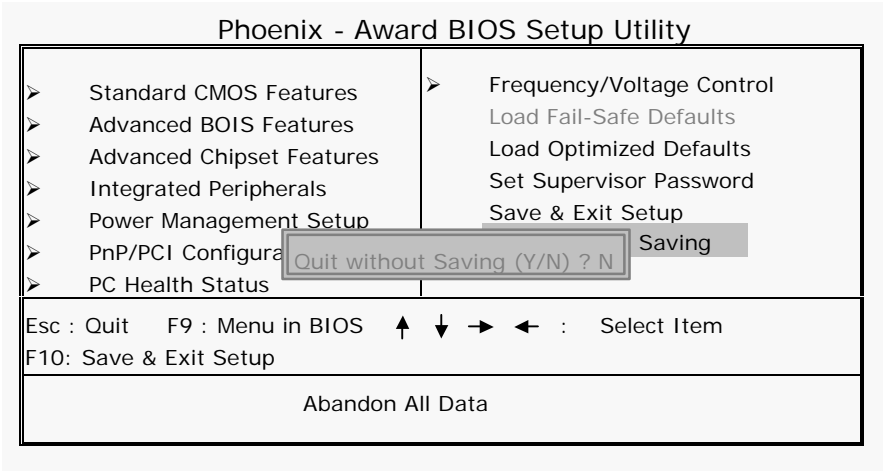 Phoenix - Award BIOS Setup Utility
➢ Standard CMOS Features
➢ Advanced BOIS Features
➢ Advanced Chipset Features
➢ Integrated Peripherals
➢ Power Management Setup
➢ PnP/PCI Configura
➢ PC Health Status
➢ Frequency/Voltage Control
Load Fail-Safe Defaults
Load Optimized Defaults
Set Supervisor Password
Save & Exit Setup
Saving
Quit without Saving (Y/N) ? N
Esc : Quit F9 : Menu in BIOS ↑ ↓ → ← : Select Item
F10: Save & Exit Setup
Abandon All Data